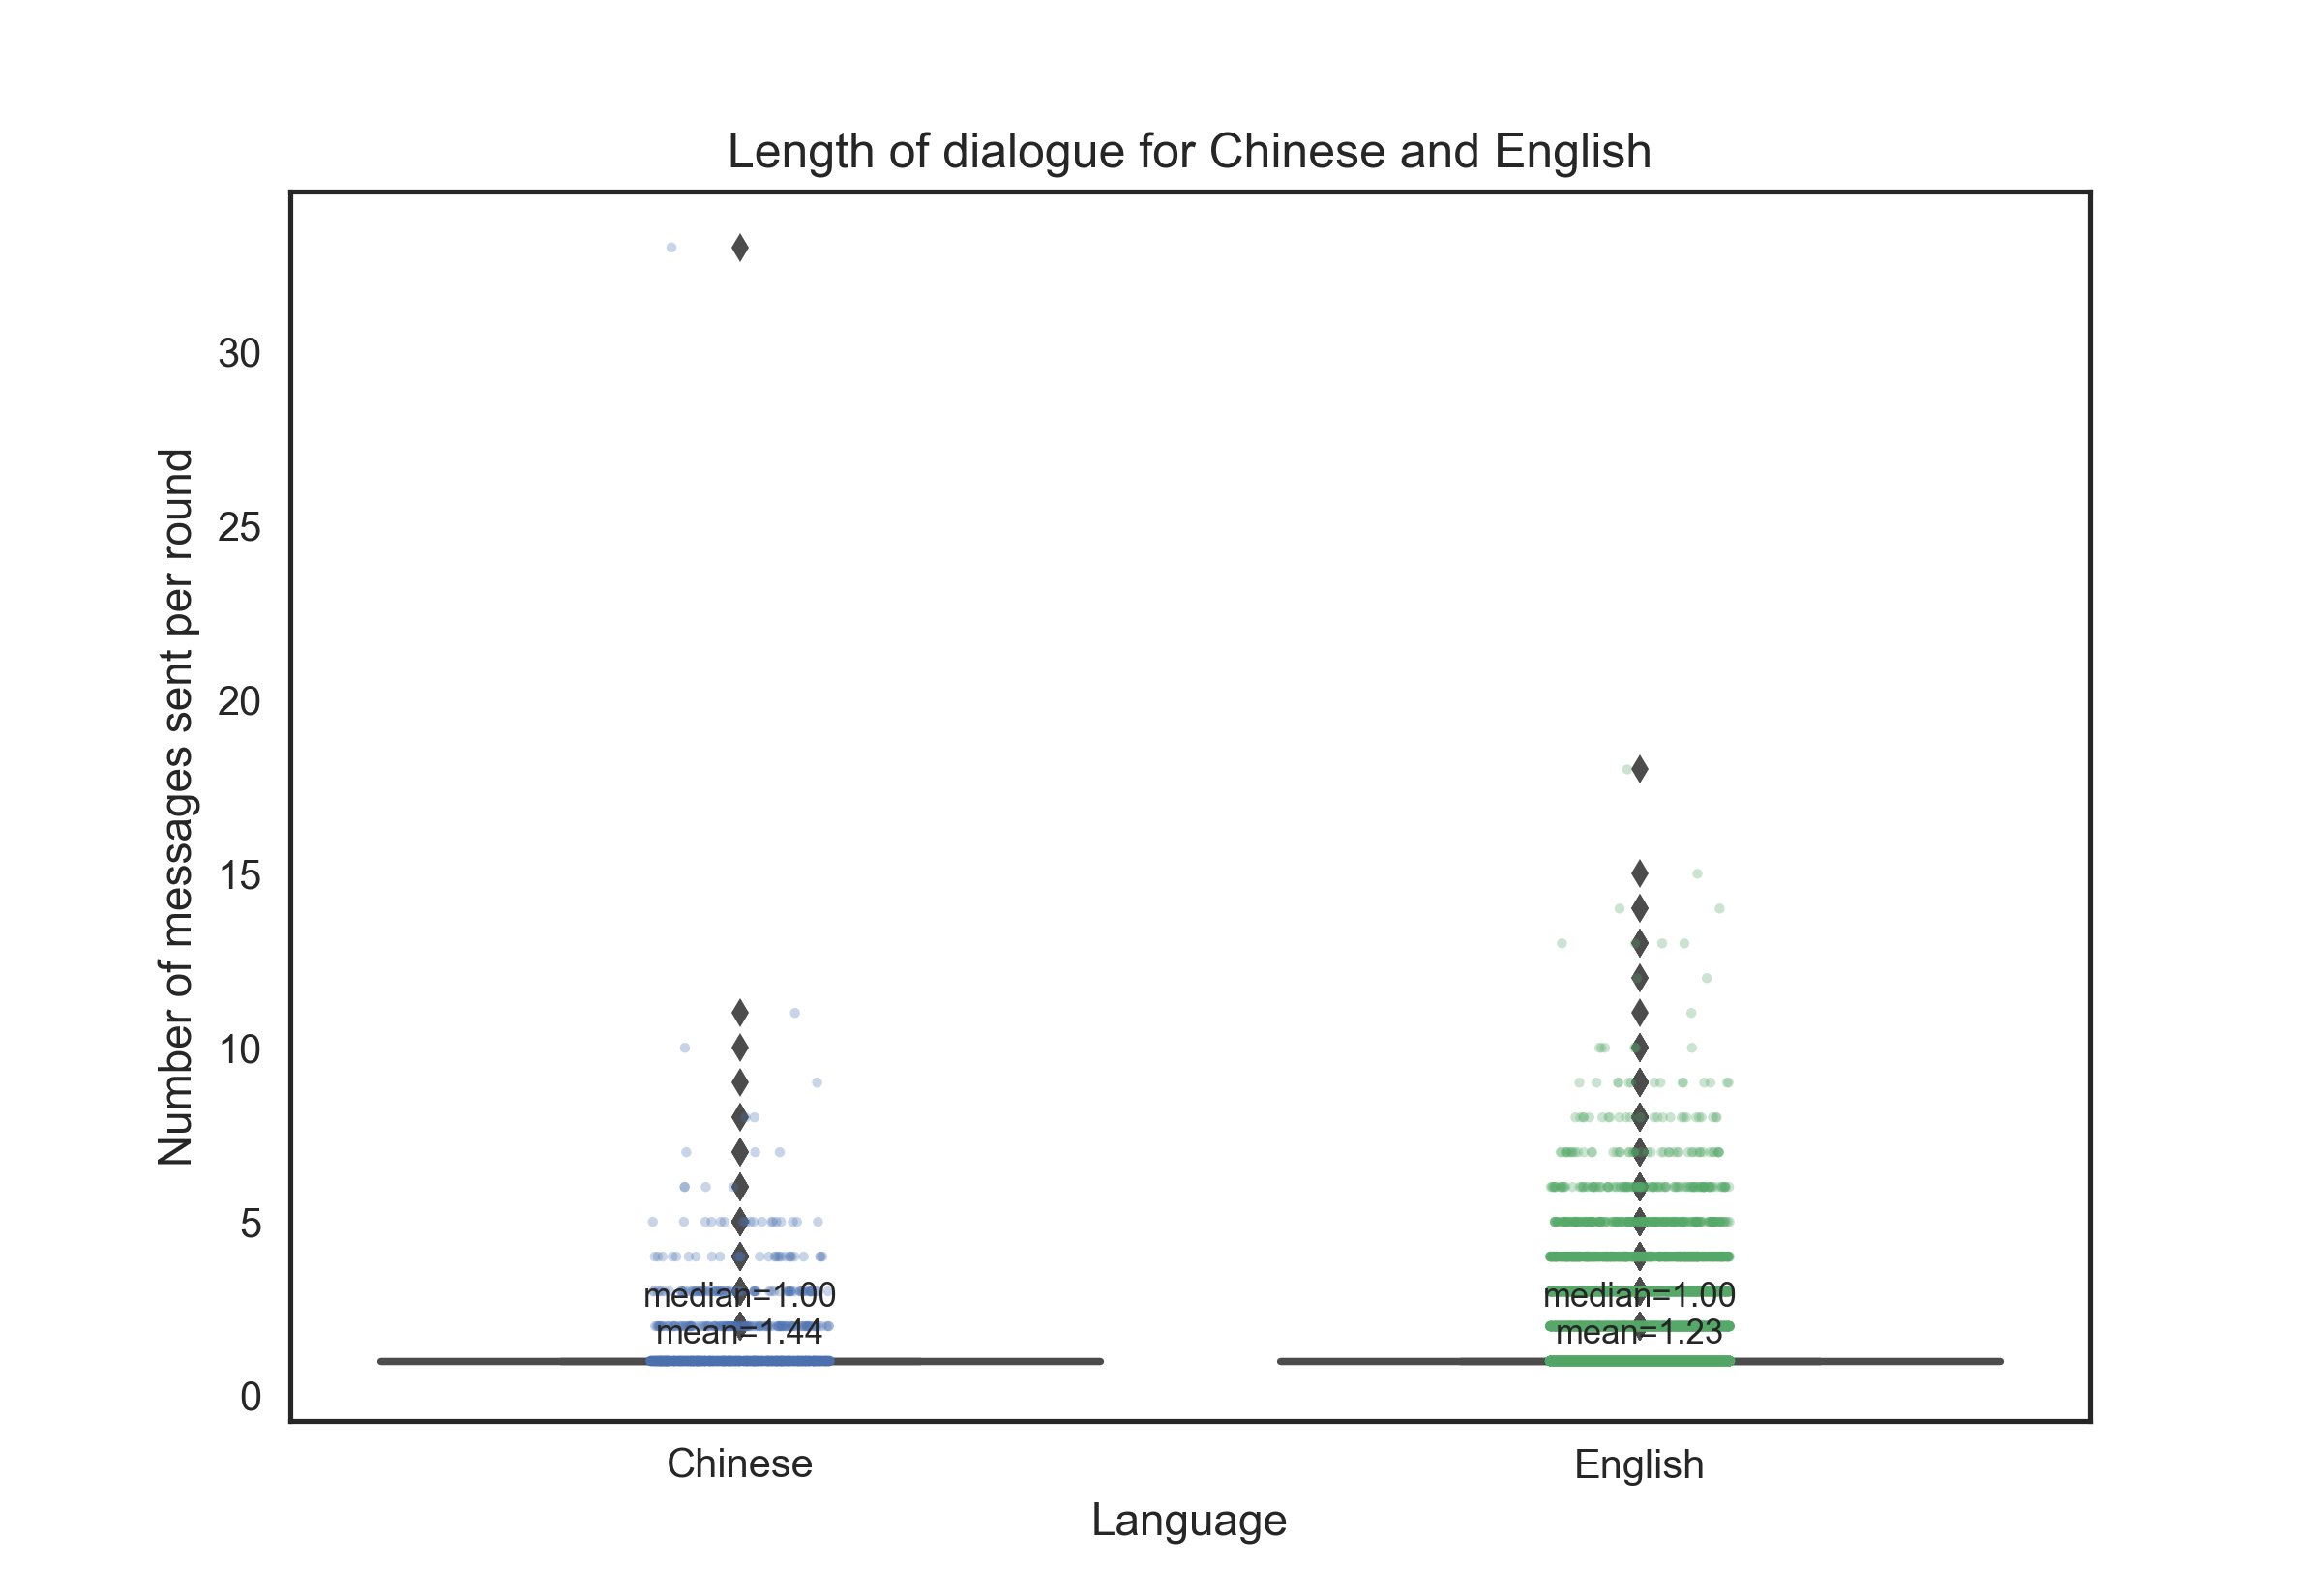 Length of dialogue for Chinese and English
Number of messages sent per round
30
25
20
15
10
5
0
median=1.00
mean=1.44
median=1.00
mean=1.23
Chinese
English
Language